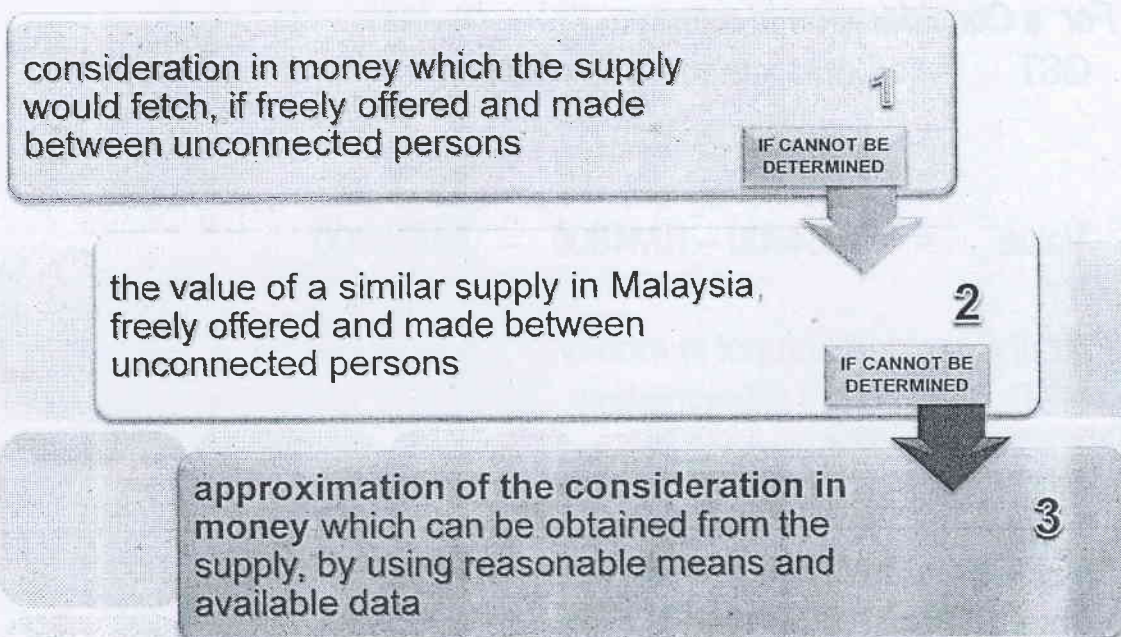 For a C
GST
consideration in money which the supply
would fetch, if freely offered and made
between unconnected persons
1
IF CANNOT BE
DETERMINED
the value of a similar supply in Malaysia,
freely offered and made between
unconnected persons
2
IF CANNOT BE
DETERMINED
approximation of the consideration in
money which can be obtained from the
supply, by using reasonable means and
available data
3